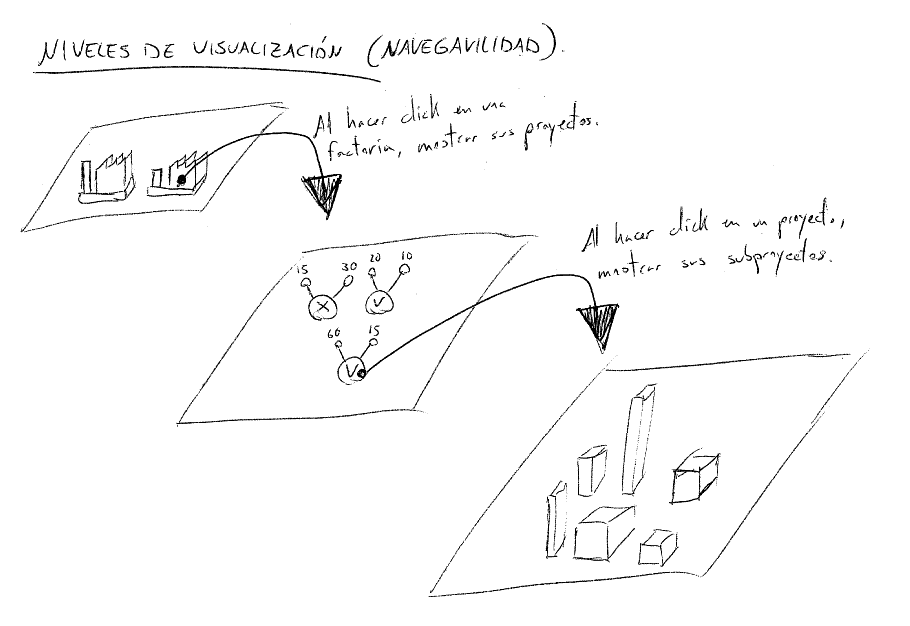 NIVELES DE VISUALIZACIÓN (NAVEGAVILIDAD).
Al hacer click en una
factoria, mostrar sus proyectos.
Al hacer click en un proyecto,
mostrar sus subproyectos.
15 30 20 10
X V
60 15
V